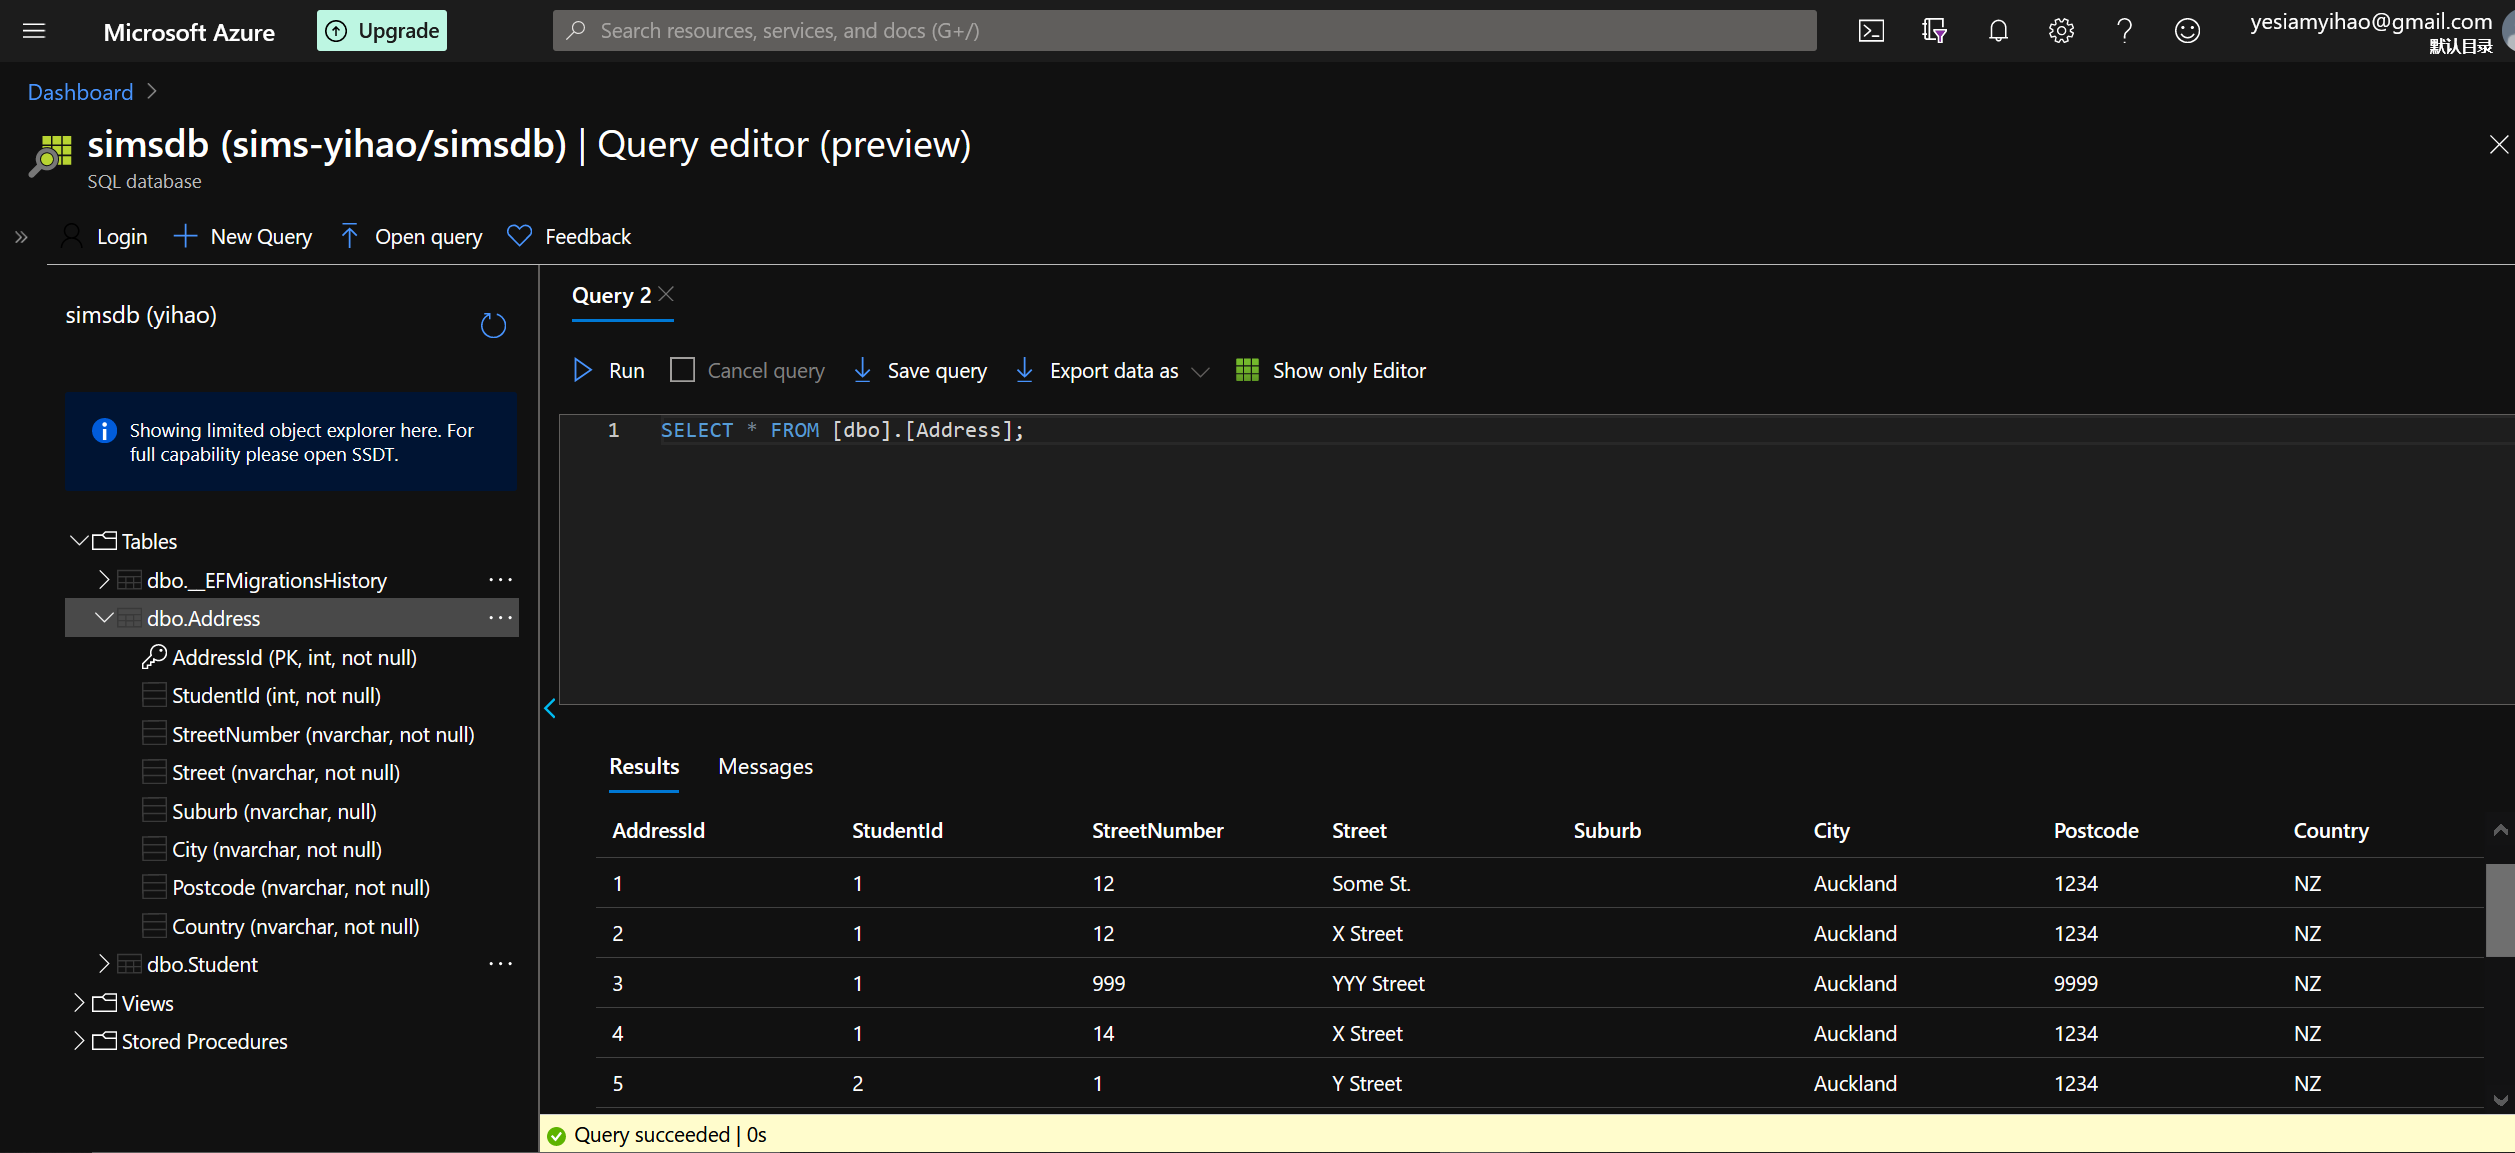 Microsoft Azure
Upgrade
Search resources, services, and docs (G+/)
yesiamyihao@gmail.com
默认目录
Dashboard
simsdb (sims-yihao/simsdb) | Query editor (preview)
SQL database
Login
New Query
Open query
Feedback
simsdb (yihao)
Showing limited object explorer here. For
full capability please open SSDT.
Tables
dbo.__EFMigrationsHistory
dbo.Address
AddressId (PK, int, not null)
StudentId (int, not null)
StreetNumber (nvarchar, not null)
Street (nvarchar, not null)
Suburb (nvarchar, null)
City (nvarchar, not null)
Postcode (nvarchar, not null)
Country (nvarchar, not null)
dbo.Student
Views
Stored Procedures
Query 2
Run
Cancel query
Save query
Export data as
Show only Editor
1 SELECT * FROM [dbo].[Address];
Results
Messages
AddressId StudentId StreetNumber Street Suburb City Postcode Country
1 1 12 Some St. Auckland 1234 NZ
2 1 12 X Street Auckland 1234 NZ
3 1 999 YYY Street Auckland 9999 NZ
4 1 14 X Street Auckland 1234 NZ
5 2 1 Y Street Auckland 1234 NZ
Query succeeded | 0s